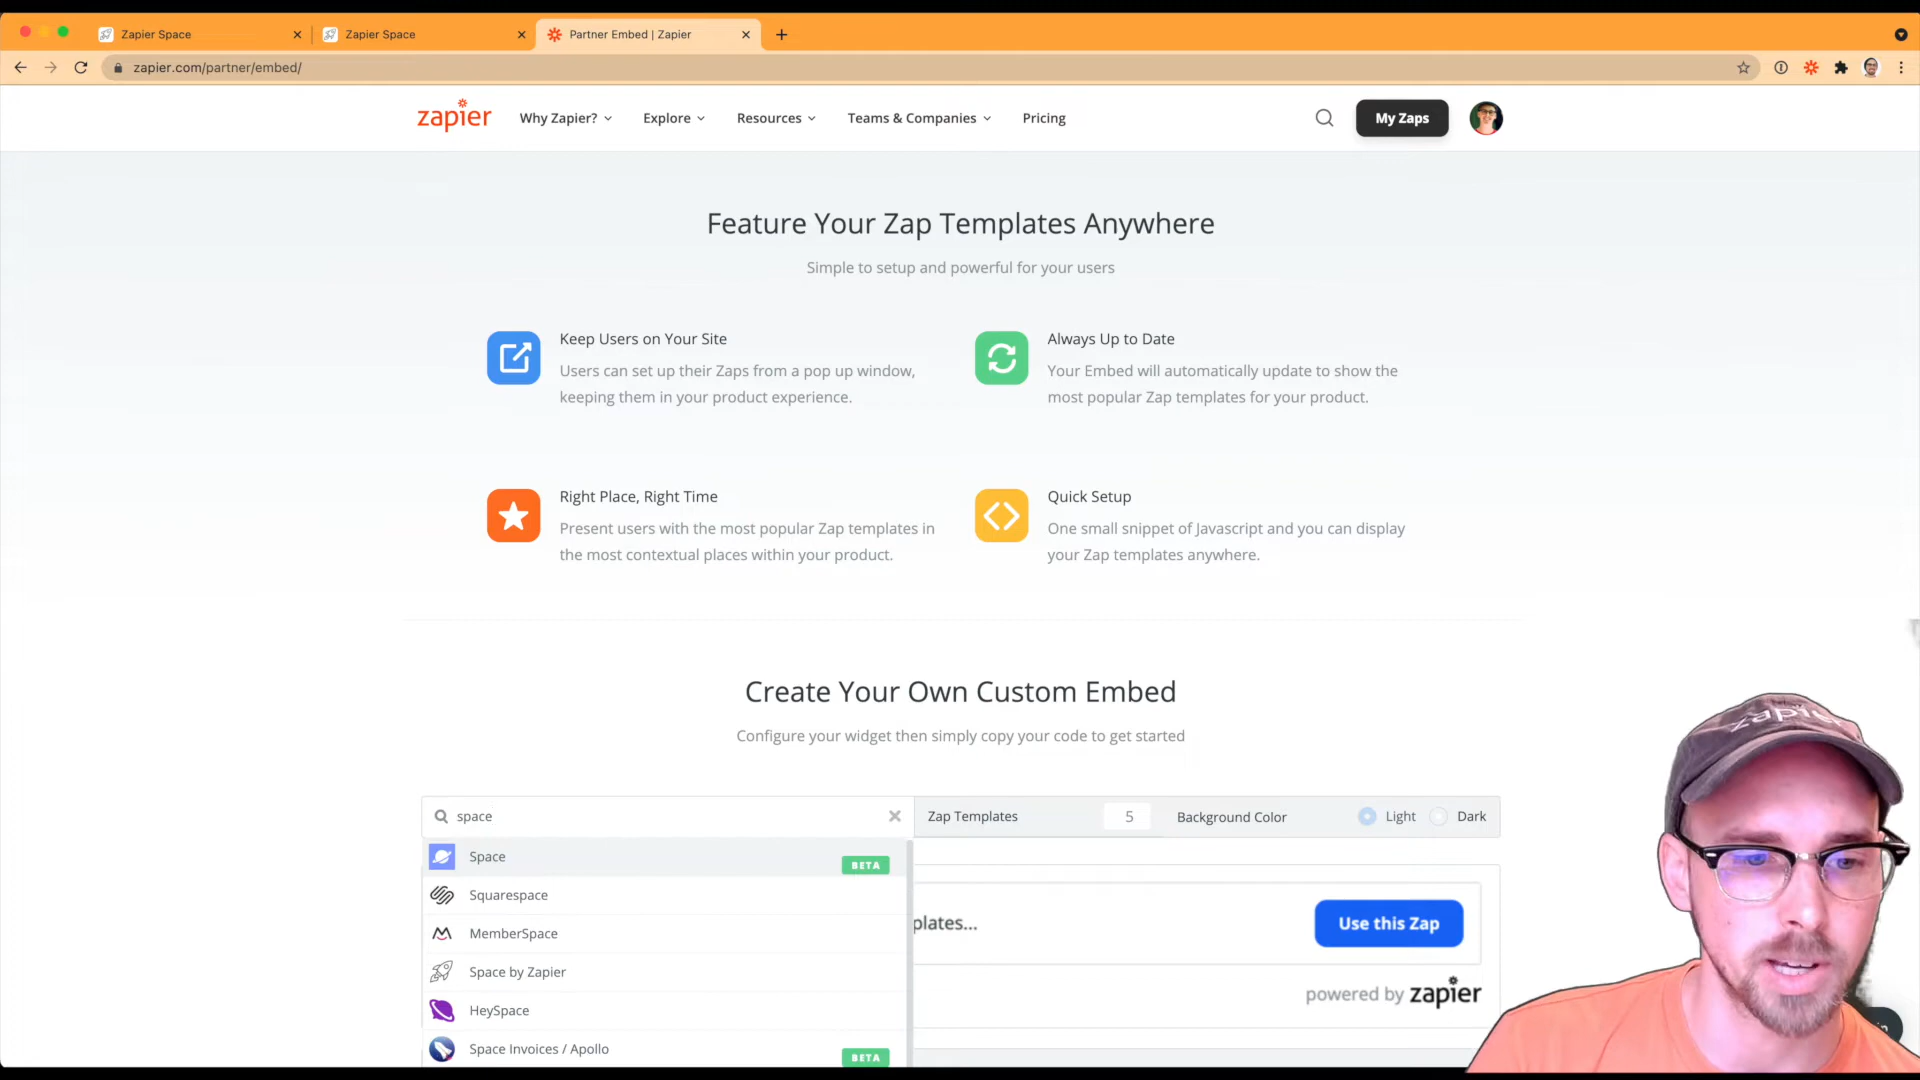 Zapier Space
Zapier Space
Partner Embed | Zapier
zapier.com/partner/embed/
zapier
Why Zapier?
Explore
Resources
Teams & Companies
Pricing
My Zaps
Feature Your Zap Templates Anywhere
Simple to setup and powerful for your users
Keep Users on Your Site
Users can set up their Zaps from a pop up window,
keeping them in your product experience.
Always Up to Date
Your Embed will automatically update to show the
most popular Zap templates for your product.
Right Place, Right Time
Present users with the most popular Zap templates in
the most contextual places within your product.
Quick Setup
One small snippet of Javascript and you can display
your Zap templates anywhere.
Create Your Own Custom Embed
Configure your widget then simply copy your code to get started
space
Zap Templates
5
Background Color
Light
Dark
Space
BETA
Squarespace
MemberSpace
Space by Zapier
HeySpace
Space Invoices / Apollo
BETA
plates...
Use this Zap
powered by zapier
zapier